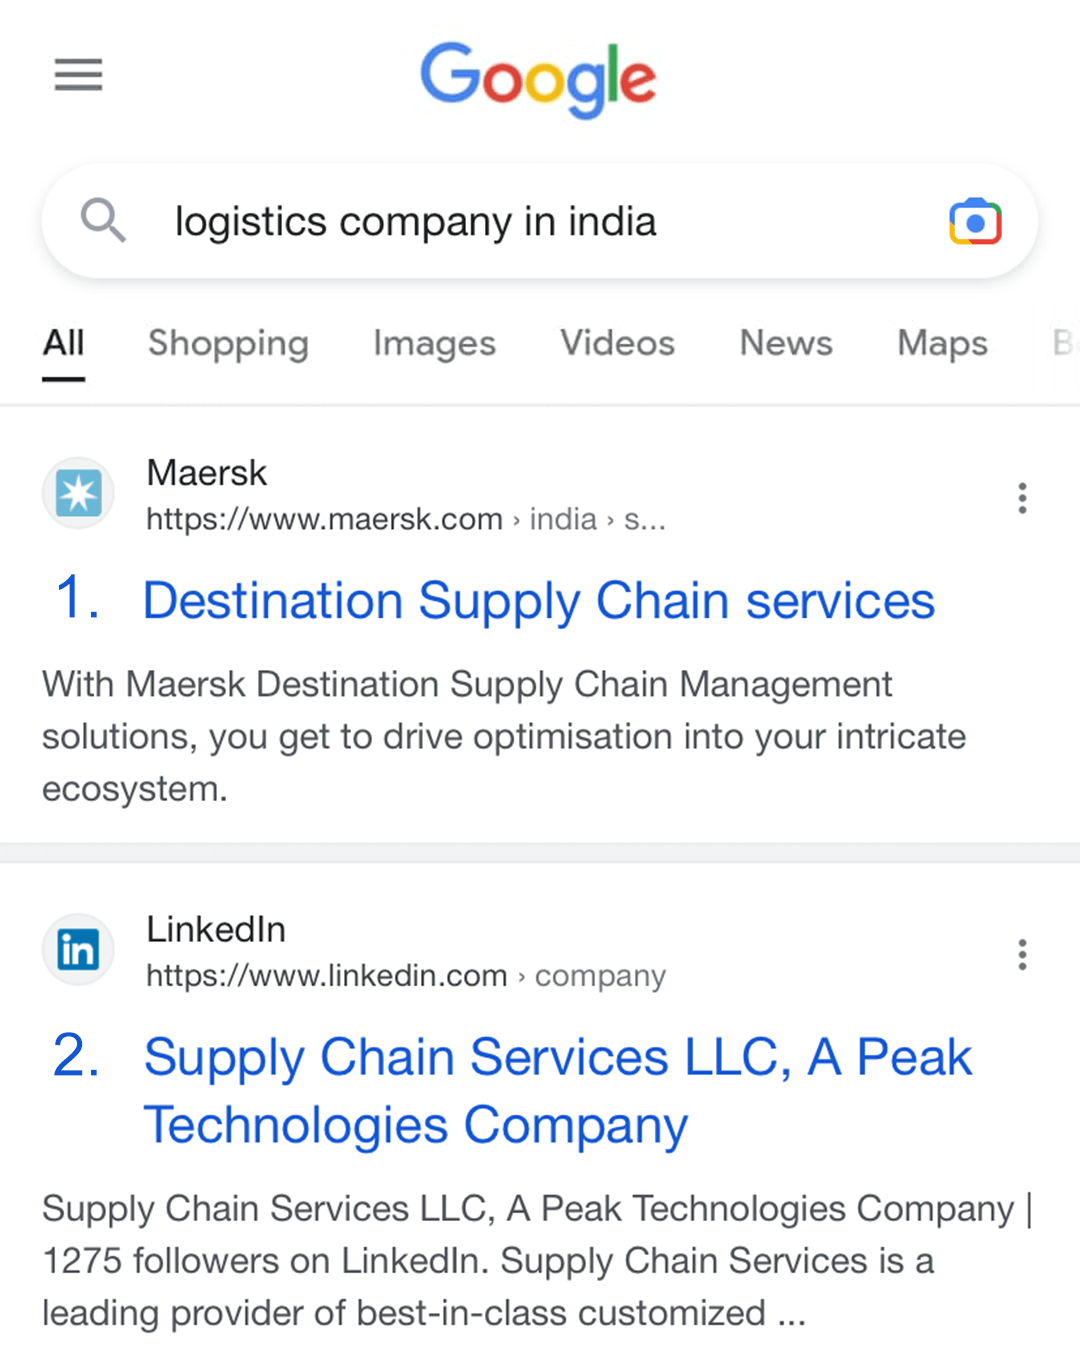 Google
logistics company in india
All Shopping Images Videos News Maps
Maersk
https://www.maersk.com › india › s...
1. Destination Supply Chain services
With Maersk Destination Supply Chain Management
solutions, you get to drive optimisation into your intricate
ecosystem.
in
LinkedIn
https://www.linkedin.com › company
2. Supply Chain Services LLC, A Peak
Technologies Company
Supply Chain Services LLC, A Peak Technologies Company |
1275 followers on LinkedIn. Supply Chain Services is a
leading provider of best-in-class customized ...